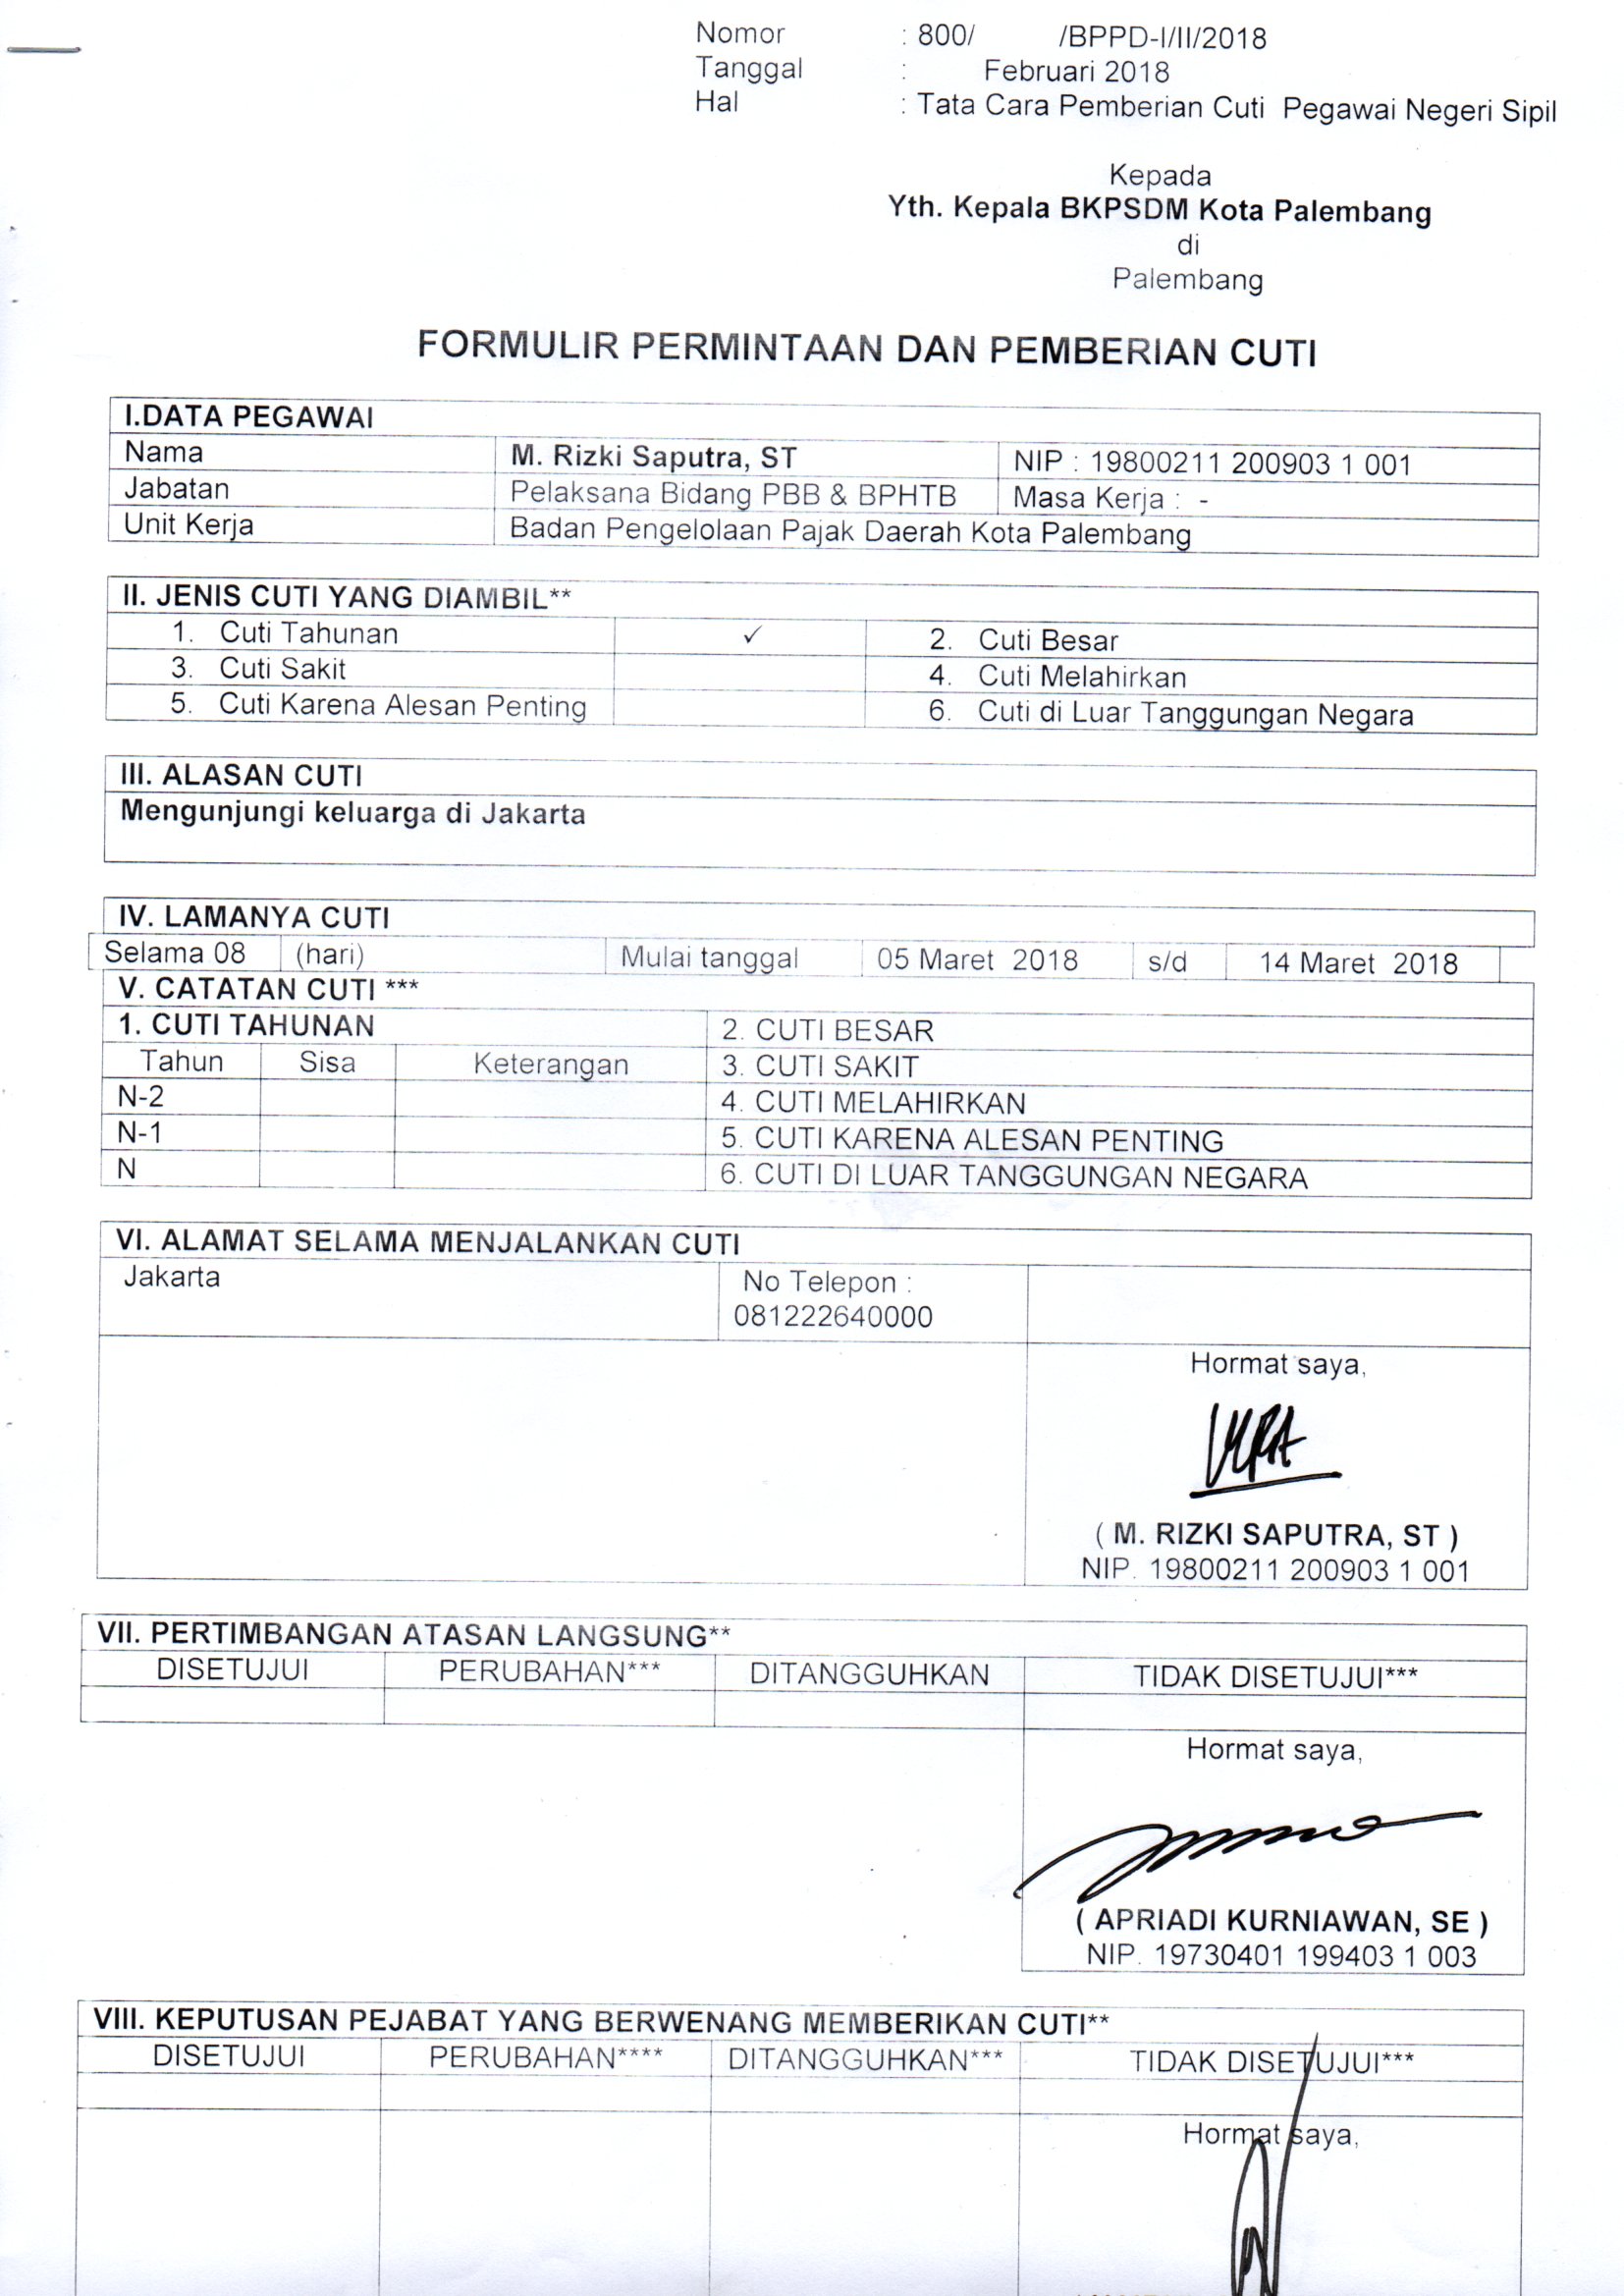 Nomor : 800/ /BPPD-I/II/2018
Tanggal : Februari 2018
Hal : Tata Cara Pemberian Cuti Pegawai Negeri Sipil
Kepada
Yth. Kepala BKPSDM Kota Palembang
di
Palembang
FORMULIR PERMINTAAN DAN PEMBERIAN CUTI
I.DATA PEGAWAI
Nama M. Rizki Saputra, ST NIP : 19800211 200903 1 001
Jabatan Pelaksana Bidang PBB & BPHTB Masa Kerja : -
Unit Kerja Badan Pengelolaan Pajak Daerah Kota Palembang
II. JENIS CUTI YANG DIAMBIL**
1. Cuti Tahunan ✓ 2. Cuti Besar
3. Cuti Sakit 4. Cuti Melahirkan
5. Cuti Karena Alesan Penting 6. Cuti di Luar Tanggungan Negara
III. ALASAN CUTI
Mengunjungi keluarga di Jakarta
IV. LAMANYA CUTI
Selama 08 (hari) Mulai tanggal 05 Maret 2018 s/d 14 Maret 2018
V. CATATAN CUTI ***
1. CUTI TAHUNAN 2. CUTI BESAR
Tahun Sisa Keterangan 3. CUTI SAKIT
N-2 4. CUTI MELAHIRKAN
N-1 5. CUTI KARENA ALESAN PENTING
N 6. CUTI DI LUAR TANGGUNGAN NEGARA
VI. ALAMAT SELAMA MENJALANKAN CUTI
Jakarta No Telepon :
081222640000
Hormat saya,
( M. RIZKI SAPUTRA, ST )
NIP. 19800211 200903 1 001
VII. PERTIMBANGAN ATASAN LANGSUNG**
DISETUJUI PERUBAHAN*** DITANGGUHKAN TIDAK DISETUJUI***
Hormat saya,
( APRIADI KURNIAWAN, SE )
NIP. 19730401 199403 1 003
VIII. KEPUTUSAN PEJABAT YANG BERWENANG MEMBERIKAN CUTI**
DISETUJUI PERUBAHAN**** DITANGGUHKAN*** TIDAK DISETUJUI***
Hormat saya,